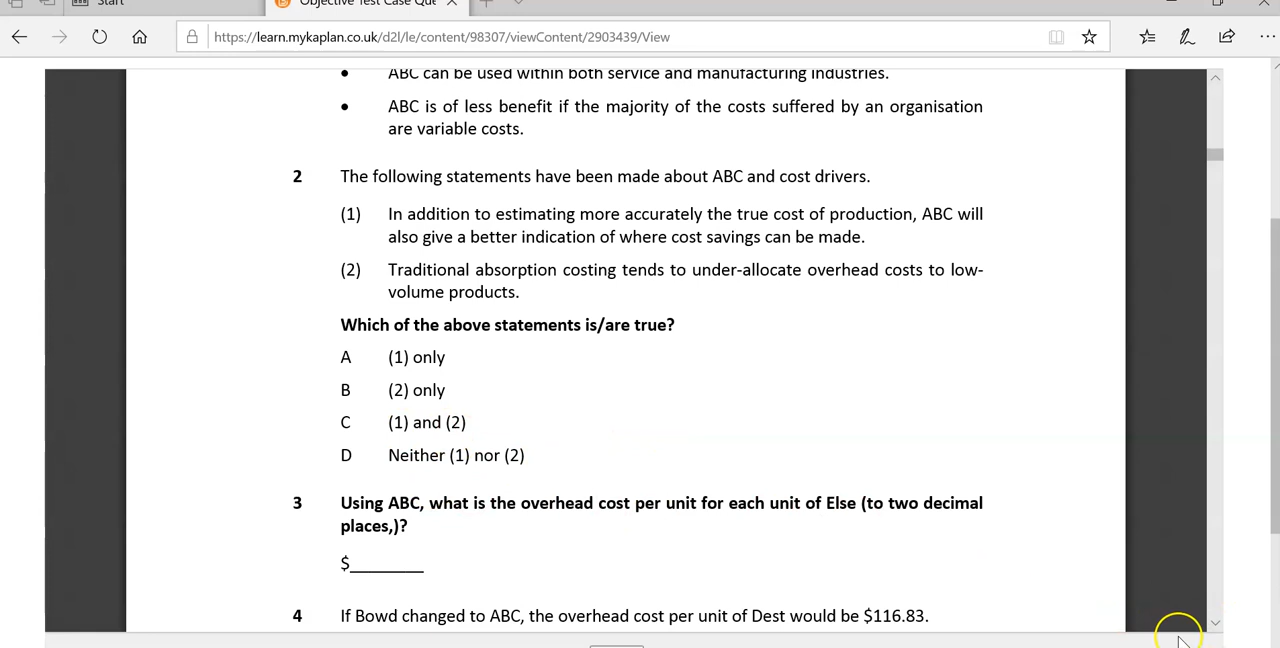 Start
Objective Test Case Que
https://learn.mykaplan.co.uk/d2l/le/content/98307/viewContent/2903439/View
• ABC can be used within both service and manufacturing industries.
• ABC is of less benefit if the majority of the costs suffered by an organisation
are variable costs.
2 The following statements have been made about ABC and cost drivers.
(1) In addition to estimating more accurately the true cost of production, ABC will
also give a better indication of where cost savings can be made.
(2) Traditional absorption costing tends to under-allocate overhead costs to low-
volume products.
Which of the above statements is/are true?
A (1) only
B (2) only
C (1) and (2)
D Neither (1) nor (2)
3 Using ABC, what is the overhead cost per unit for each unit of Else (to two decimal
places,)?
$________
4 If Bowd changed to ABC, the overhead cost per unit of Dest would be $116.83.